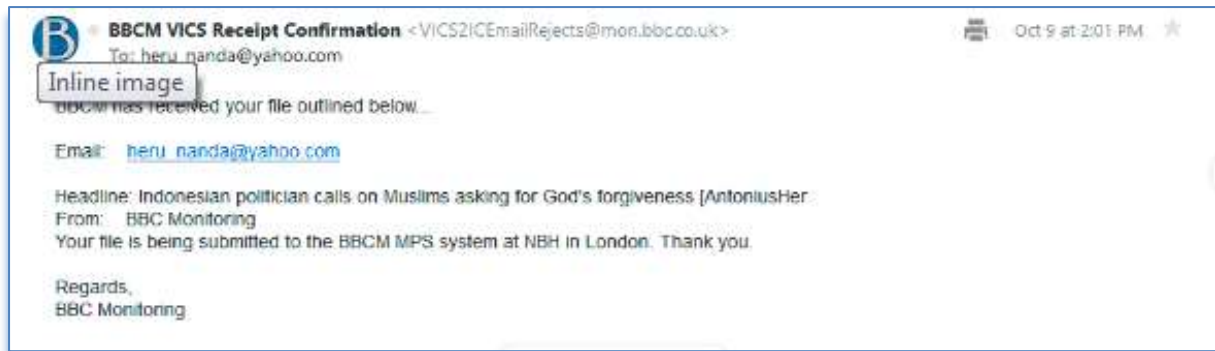 B
BBCM VICS Receipt Confirmation <VICS2ICEmailRejects@mon.bbc.co.uk> Oct 9 at 2:01 PM
To: heru_nanda@yahoo.com
Inline image
BBCM has received your file outlined below...
Email: heru_nanda@yahoo.com
Headline: Indonesian politician calls on Muslims asking for God's forgiveness [AntoniusHer
From: BBC Monitoring
Your file is being submitted to the BBCM MPS system at NBH in London. Thank you.
Regards,
BBC Monitoring